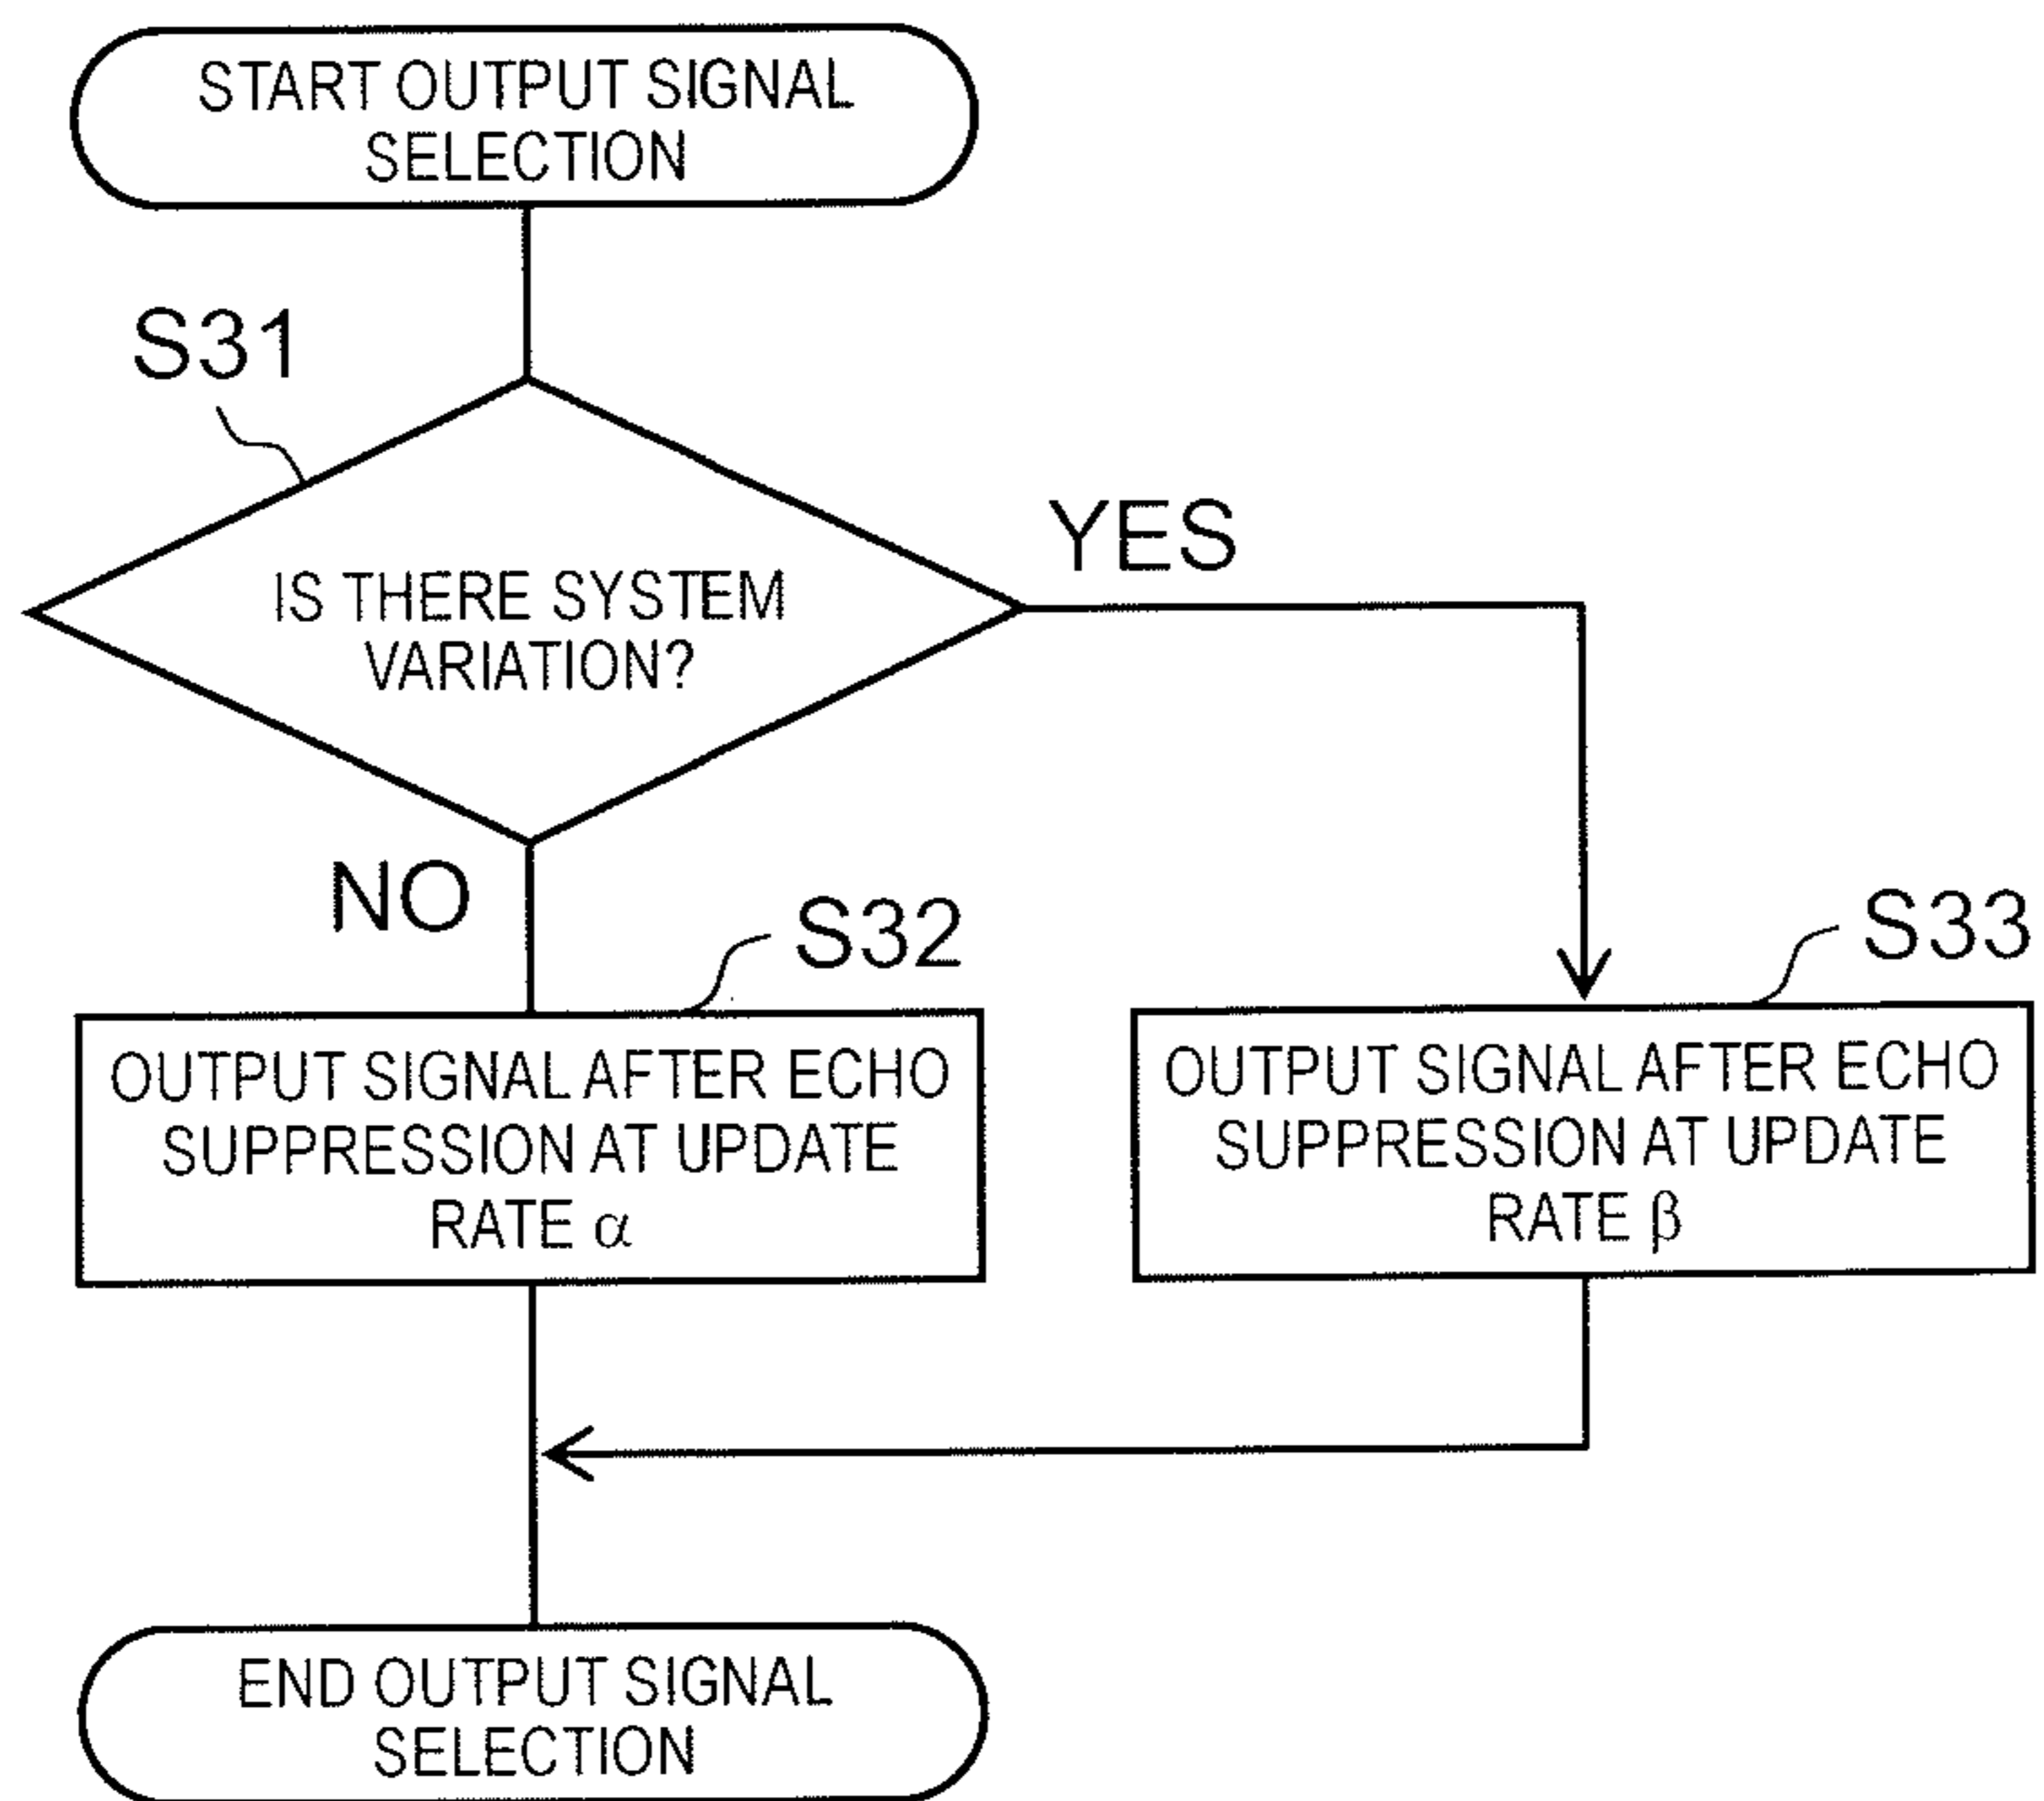 START OUTPUT SIGNAL
SELECTION
S31
YES
IS THERE SYSTEM
VARIATION?
NO
S32
S33
OUTPUT SIGNAL AFTER ECHO
SUPPRESSION AT UPDATE
RATE α
OUTPUT SIGNAL AFTER ECHO
SUPPRESSION AT UPDATE
RATE β
END OUTPUT SIGNAL
SELECTION